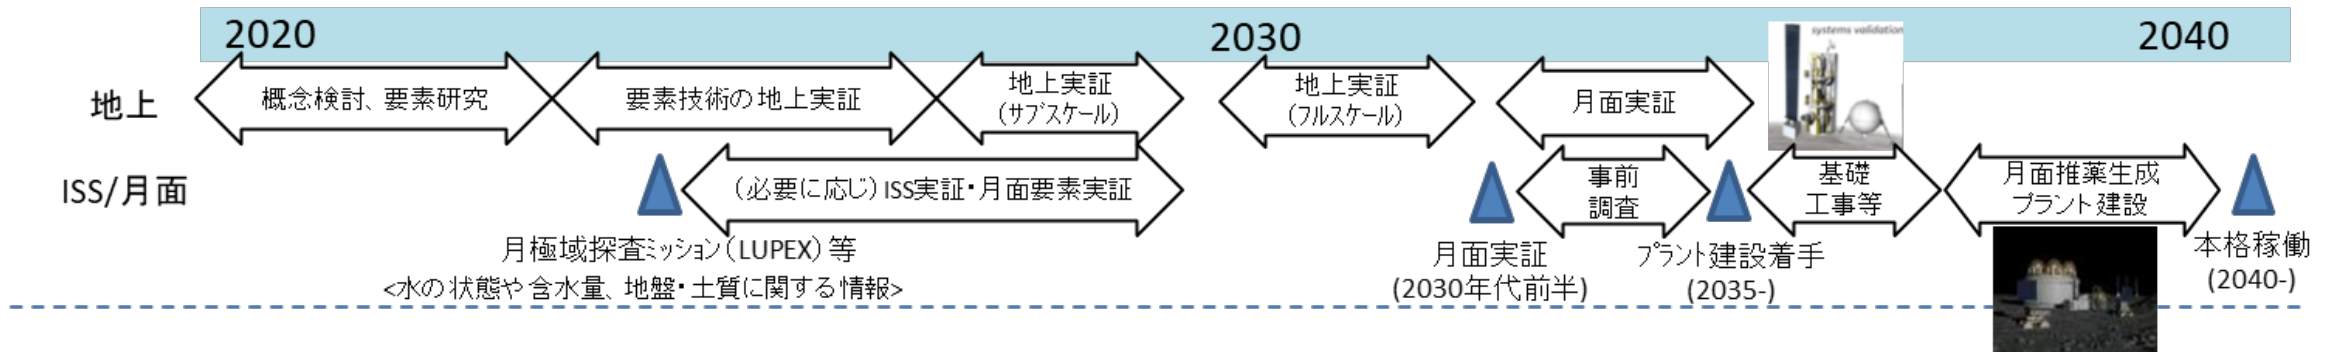 2020
2030
2040
systems validation
地上
概念検討、要素研究
要素技術の地上実証
地上実証
(サブスケール)
地上実証
(フルスケール)
月面実証
ISS/月面
(必要に応じ)ISS実証・月面要素実証
事前
調査
基礎
工事等
月面推薬生成
プラント建設
月極域探査ミッション(LUPEX)等
<水の状態や含水量、地盤・土質に関する情報>
月面実証
(2030年代前半)
プラント建設着手
(2035-)
本格稼働
(2040-)